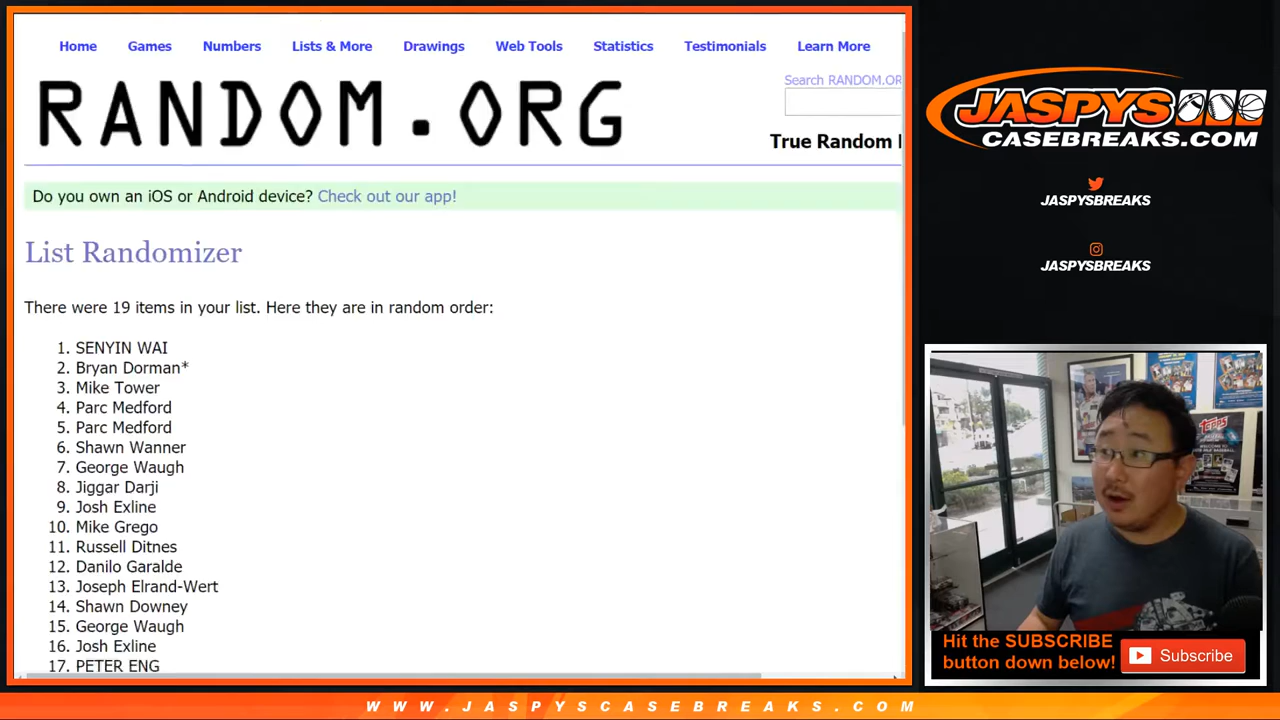 Home Games Numbers Lists & More Drawings Web Tools Statistics Testimonials Learn More
RANDOM.ORG
Search RANDOM.OR
True Random
Do you own an iOS or Android device? Check out our app!
List Randomizer
There were 19 items in your list. Here they are in random order:
1. SENYIN WAI
2. Bryan Dorman*
3. Mike Tower
4. Parc Medford
5. Parc Medford
6. Shawn Wanner
7. George Waugh
8. Jiggar Darji
9. Josh Exline
10. Mike Grego
11. Russell Ditnes
12. Danilo Garalde
13. Joseph Elrand-Wert
14. Shawn Downey
15. George Waugh
16. Josh Exline
17. PETER ENG
JASPYS
CASEBREAKS.COM
JASPYSBREAKS
JASPYSBREAKS
Topps
Hit the SUBSCRIBE
button down below!
Subscribe
WWW.JASPYSCASEBREAKS.COM